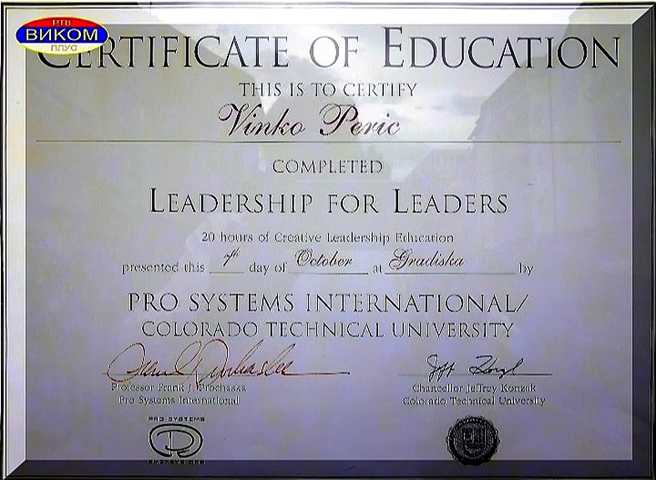 РТВ
ВИКОМ
ПЛУС
CERTIFICATE OF EDUCATION
THIS IS TO CERTIFY
Vinko Peric
COMPLETED
LEADERSHIP FOR LEADERS
20 hours of Creative Leadership Education
presented this 7th day of October at Gradiska by
PRO SYSTEMS INTERNATIONAL/
COLORADO TECHNICAL UNIVERSITY
Professor Frank J. Prochaska
Pro Systems International
Chancellor Jeffrey Konzak
Colorado Technical University
PRO SYSTEMS